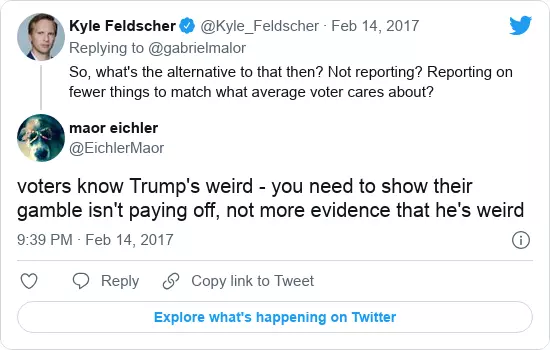 Kyle Feldscher @Kyle_Feldscher · Feb 14, 2017
Replying to @gabrielmalor
So, what's the alternative to that then? Not reporting? Reporting on
fewer things to match what average voter cares about?
maor eichler
@EichlerMaor
voters know Trump's weird - you need to show their
gamble isn't paying off, not more evidence that he's weird
9:39 PM · Feb 14, 2017
Reply
Copy link to Tweet
Explore what's happening on Twitter